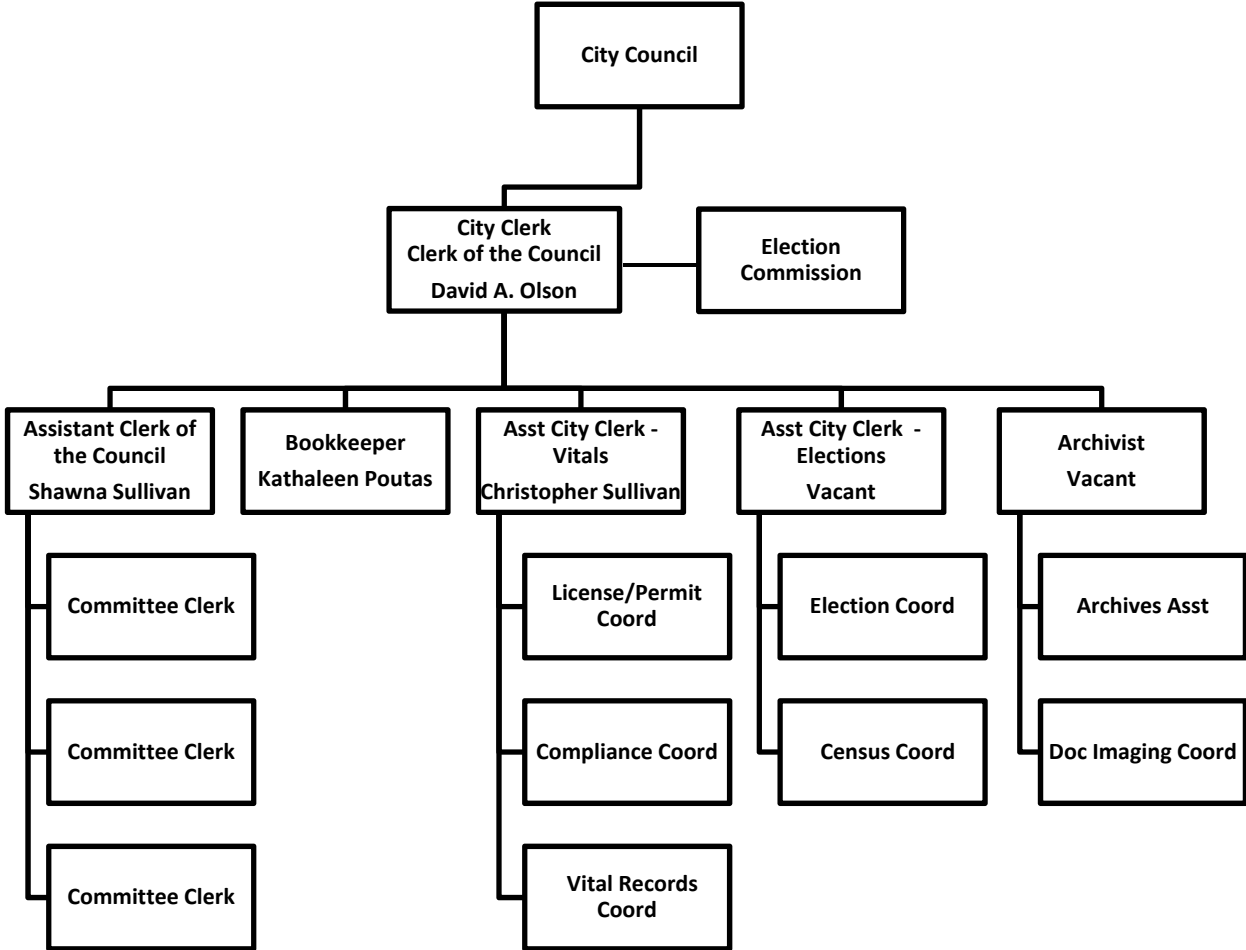 City Council
City Clerk
Clerk of the Council
David A. Olson
Election
Commission
Assistant Clerk of
the Council
Shawna Sullivan
Bookkeeper
Kathaleen Poutas
Asst City Clerk -
Vitals
Christopher Sullivan
Asst City Clerk -
Elections
Vacant
Archivist
Vacant
Committee Clerk
License/Permit
Coord
Election Coord
Archives Asst
Committee Clerk
Compliance Coord
Census Coord
Doc Imaging Coord
Committee Clerk
Vital Records
Coord